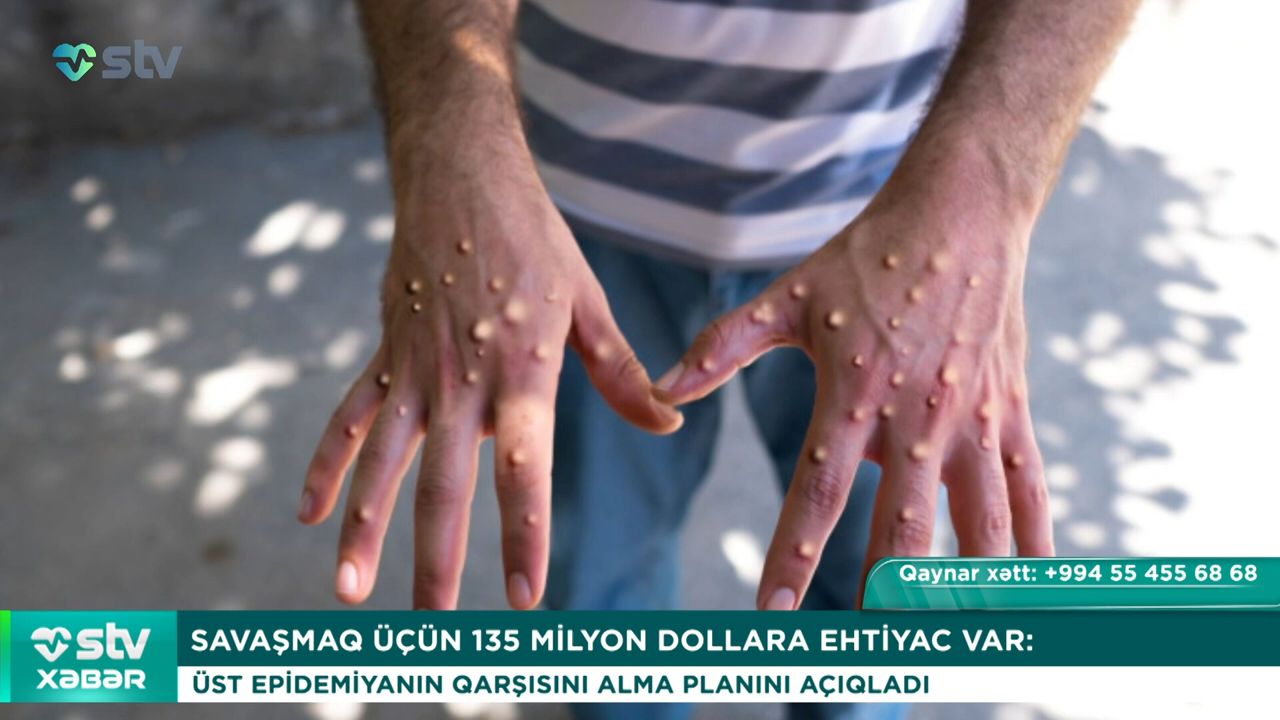 stv
Qaynar xətt: +994 55 455 68 68
stv
XƏBƏR
SAVAŞMAQ ÜÇÜN 135 MİLYON DOLLARA EHTİYAC VAR:
ÜST EPİDEMİYANIN QARŞISINI ALMA PLANINI AÇIQLADI